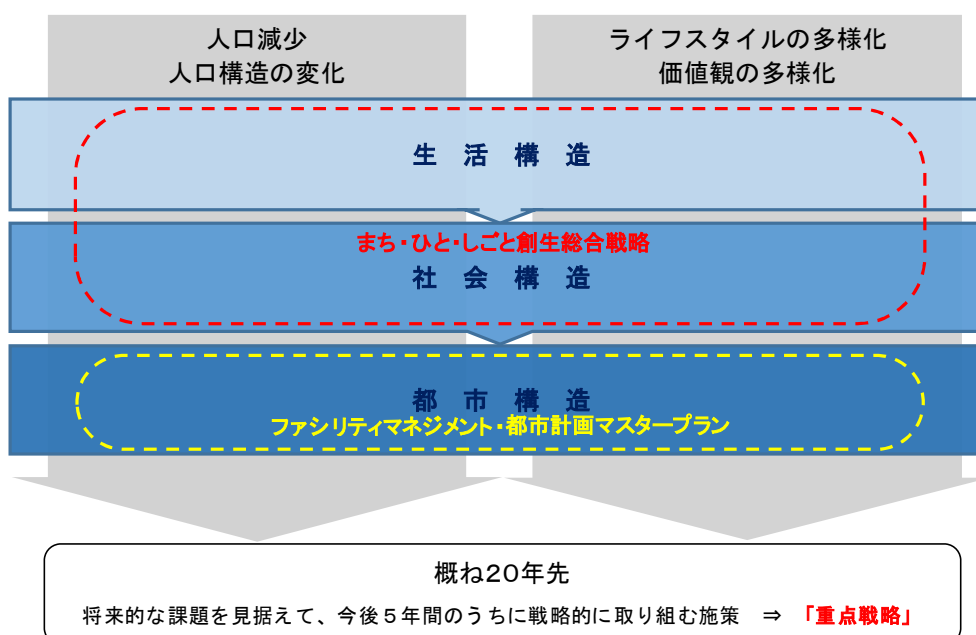 人口減少
人口構造の変化
ライフスタイルの多様化
価値観の多様化
生 活 構 造
まち・ひと・しごと創生総合戦略
社 会 構 造
都 市 構 造
ファシリティマネジメント・都市計画マスタープラン
概ね20年先
将来的な課題を見据えて、今後５年間のうちに戦略的に取り組む施策 ⇒ 「重点戦略」